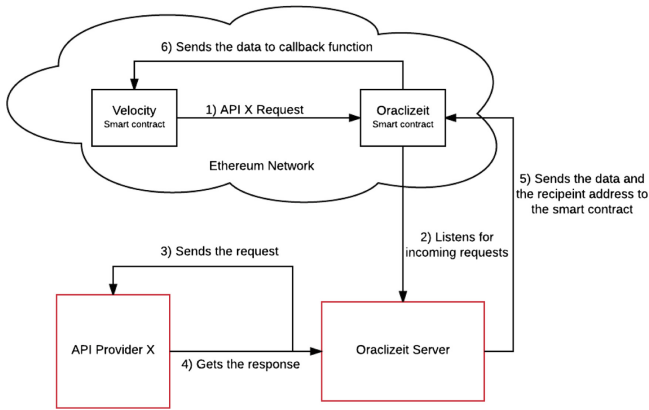 6) Sends the data to callback function
Velocity
Smart contract
1) API X Request
Oraclizeit
Smart contract
Ethereum Network
5) Sends the data and
the recipeint address to
the smart contract
2) Listens for
incoming requests
3) Sends the request
API Provider X
4) Gets the response
Oraclizeit Server